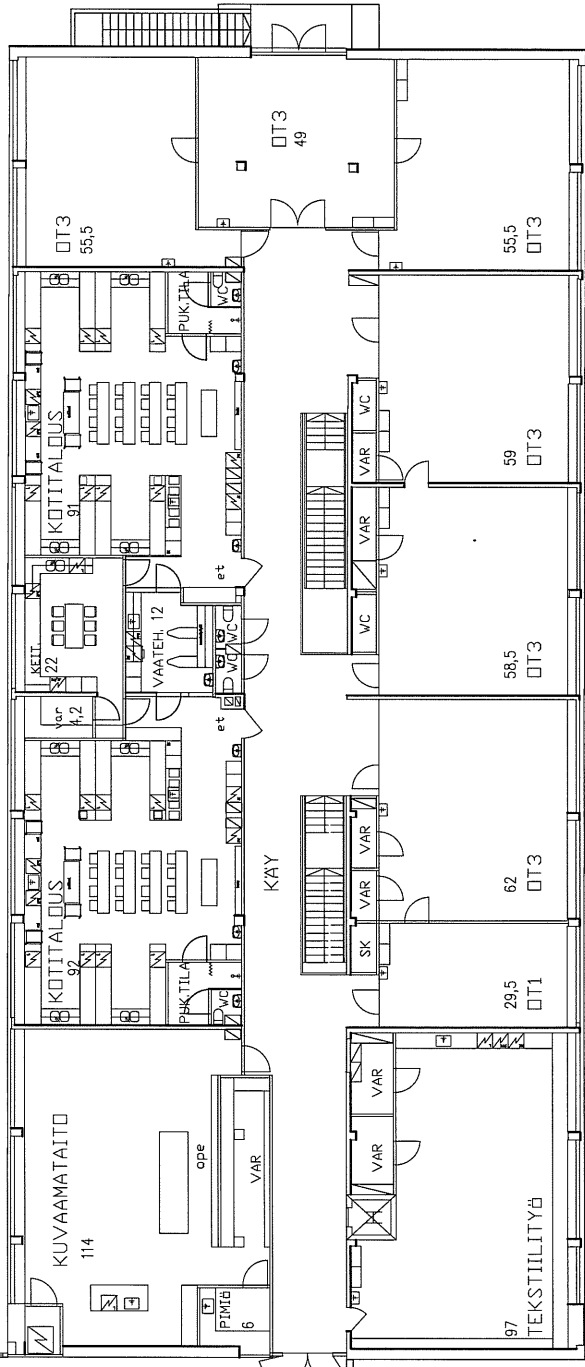 OT3
49
OT3
55,5
55,5
OT3
PUK.TILA
WC
KOTITALOUS
91
WC
VAR
59
OT3
VAR
WC
58,5
OT3
et
KEIT.
22
VAATEH. 12
WC
WC
var
4,2
et
KOTITALOUS
92
KÄY
VAR
VAR
SK
62
OT3
PUK.TILA
WC
29,5
OT1
KUVAAMATAITO
114
ope
VAR
PIMIÖ
6
VAR
VAR
97
TEKSTIILITYÖ